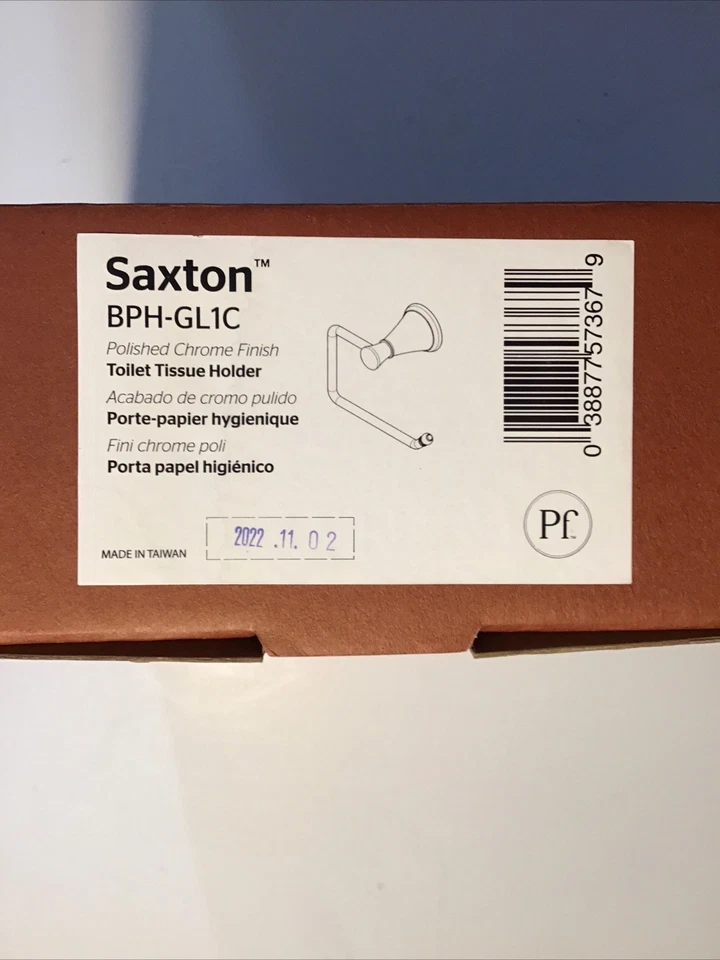 Saxton™
BPH-GL1C
Polished Chrome Finish
Toilet Tissue Holder
Acabado de cromo pulido
Porte-papier hygienique
Fini chrome poli
Porta papel higiénico
MADE IN TAIWAN
2022 .11. 02
0 38877 57367 9
Pf™